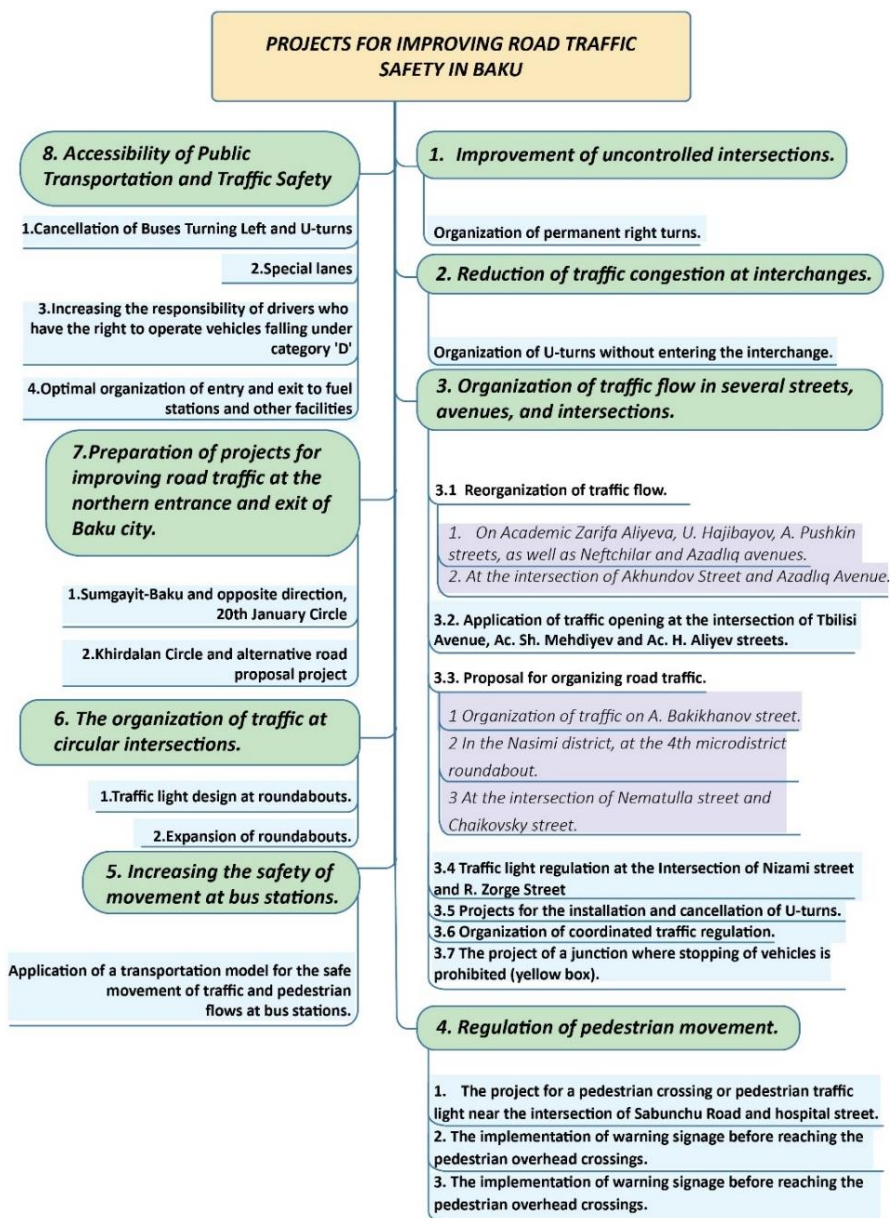 PROJECTS FOR IMPROVING ROAD TRAFFIC
SAFETY IN BAKU
8. Accessibility of Public
Transportation and Traffic Safety
1.Cancellation of Buses Turning Left and U-turns
2.Special lanes
3.Increasing the responsibility of drivers who
have the right to operate vehicles falling under
category 'D'
4.Optimal organization of entry and exit to fuel
stations and other facilities
7.Preparation of projects for
improving road traffic at the
northern entrance and exit of
Baku city.
1.Sumgayit-Baku and opposite direction,
20th January Circle
2.Khirdalan Circle and alternative road
proposal project
6. The organization of traffic at
circular intersections.
1.Traffic light design at roundabouts.
2.Expansion of roundabouts.
5. Increasing the safety of
movement at bus stations.
Application of a transportation model for the safe
movement of traffic and pedestrian
flows at bus stations.
1. Improvement of uncontrolled intersections.
Organization of permanent right turns.
2. Reduction of traffic congestion at interchanges.
Organization of U-turns without entering the interchange.
3. Organization of traffic flow in several streets,
avenues, and intersections.
3.1 Reorganization of traffic flow.
1. On Academic Zarifa Aliyeva, U. Hajibayov, A. Pushkin
streets, as well as Neftchilar and Azadlıq avenues.
2. At the intersection of Akhundov Street and Azadlıq Avenue.
3.2. Application of traffic opening at the intersection of Tbilisi
Avenue, Ac. Sh. Mehdiyev and Ac. H. Aliyev streets.
3.3. Proposal for organizing road traffic.
1 Organization of traffic on A. Bakikhanov street.
2 In the Nasimi district, at the 4th microdistrict
roundabout.
3 At the intersection of Nematulla street and
Chaikovsky street.
3.4 Traffic light regulation at the Intersection of Nizami street
and R. Zorge Street
3.5 Projects for the installation and cancellation of U-turns.
3.6 Organization of coordinated traffic regulation.
3.7 The project of a junction where stopping of vehicles is
prohibited (yellow box).
4. Regulation of pedestrian movement.
1. The project for a pedestrian crossing or pedestrian traffic
light near the intersection of Sabunchu Road and hospital street.
2. The implementation of warning signage before reaching the
pedestrian overhead crossings.
3. The implementation of warning signage before reaching the
pedestrian overhead crossings.